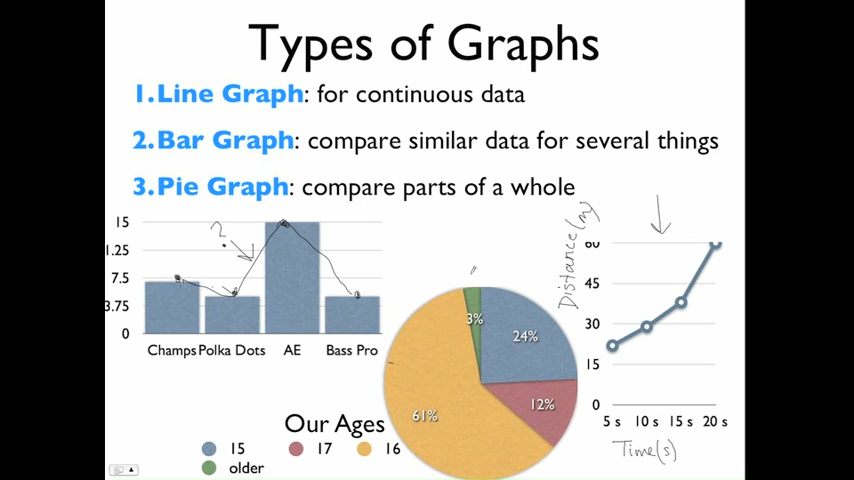 Types of Graphs
1. Line Graph: for continuous data
2. Bar Graph: compare similar data for several things
3. Pie Graph: compare parts of a whole
15
1.25
7.5
3.75
0
Champs Polka Dots AE Bass Pro
?
3%
24%
12%
61%
Our Ages
15 17 16
older
Distance (m)
60
45
30
15
0
5 s 10 s 15 s 20 s
Time(s)